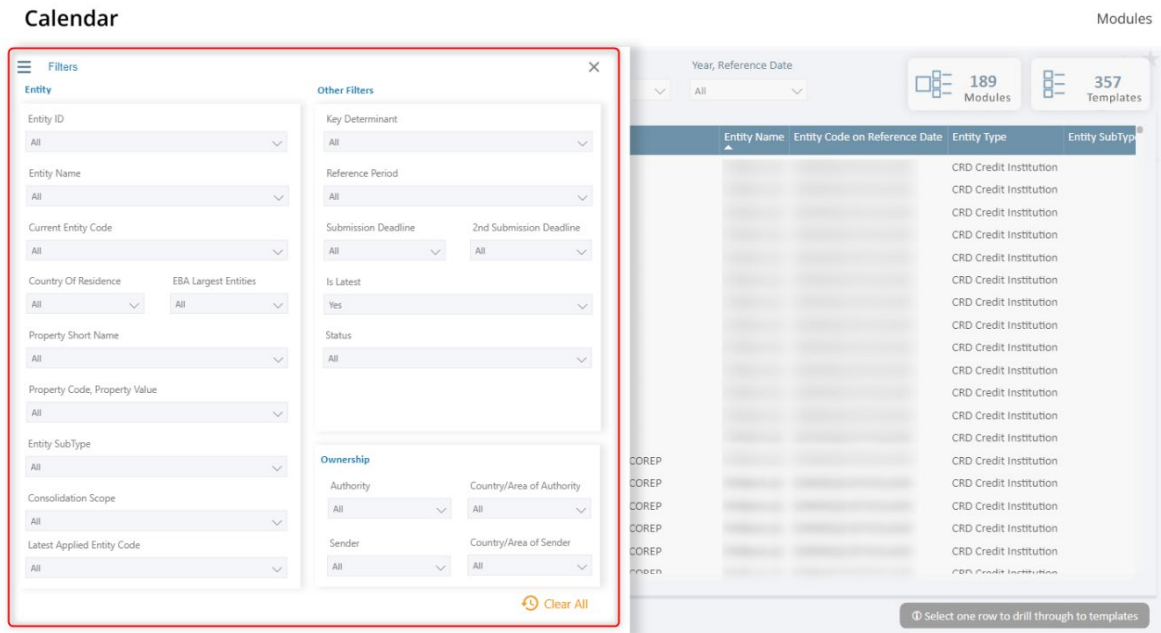 Calendar
Modules
Filters
Entity
Entity ID
All
Entity Name
All
Current Entity Code
All
Country Of Residence EBA Largest Entities
All All
Property Short Name
All
Property Code, Property Value
All
Entity SubType
All
Consolidation Scope
All
Latest Applied Entity Code
All
Other Filters
Key Determinant
All
Reference Period
All
Submission Deadline 2nd Submission Deadline
All All
Is Latest
Yes
Status
All
Ownership
Authority Country/Area of Authority
All All
Sender Country/Area of Sender
All All
Clear All
Year, Reference Date
All
189
Modules
357
Templates
Entity Name Entity Code on Reference Date Entity Type Entity SubType
CRD Credit Institution
CRD Credit Institution
CRD Credit Institution
CRD Credit Institution
CRD Credit Institution
CRD Credit Institution
CRD Credit Institution
CRD Credit Institution
CRD Credit Institution
CRD Credit Institution
CRD Credit Institution
CRD Credit Institution
CRD Credit Institution
COREP CRD Credit Institution
COREP CRD Credit Institution
COREP CRD Credit Institution
COREP CRD Credit Institution
COREP CRD Credit Institution
COREP CRD Credit Institution
Select one row to drill through to templates